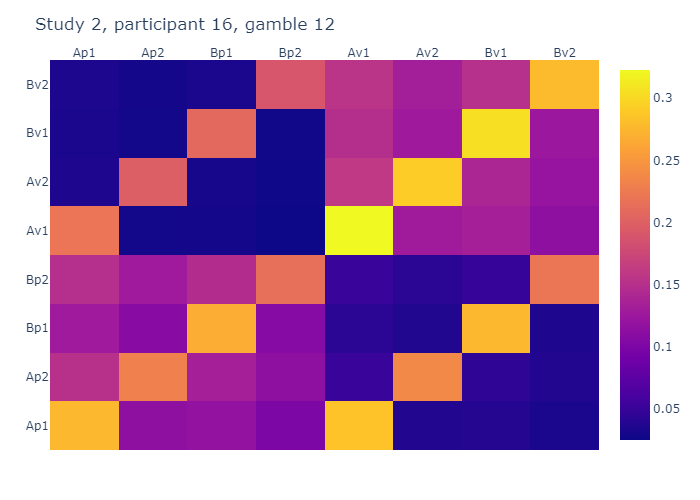 Study 2, participant 16, gamble 12
Ap1 Ap2 Bp1 Bp2 Av1 Av2 Bv1 Bv2
Bv2
Bv1
Av2
Av1
Bp2
Bp1
Ap2
Ap1
0.3
0.25
0.2
0.15
0.1
0.05